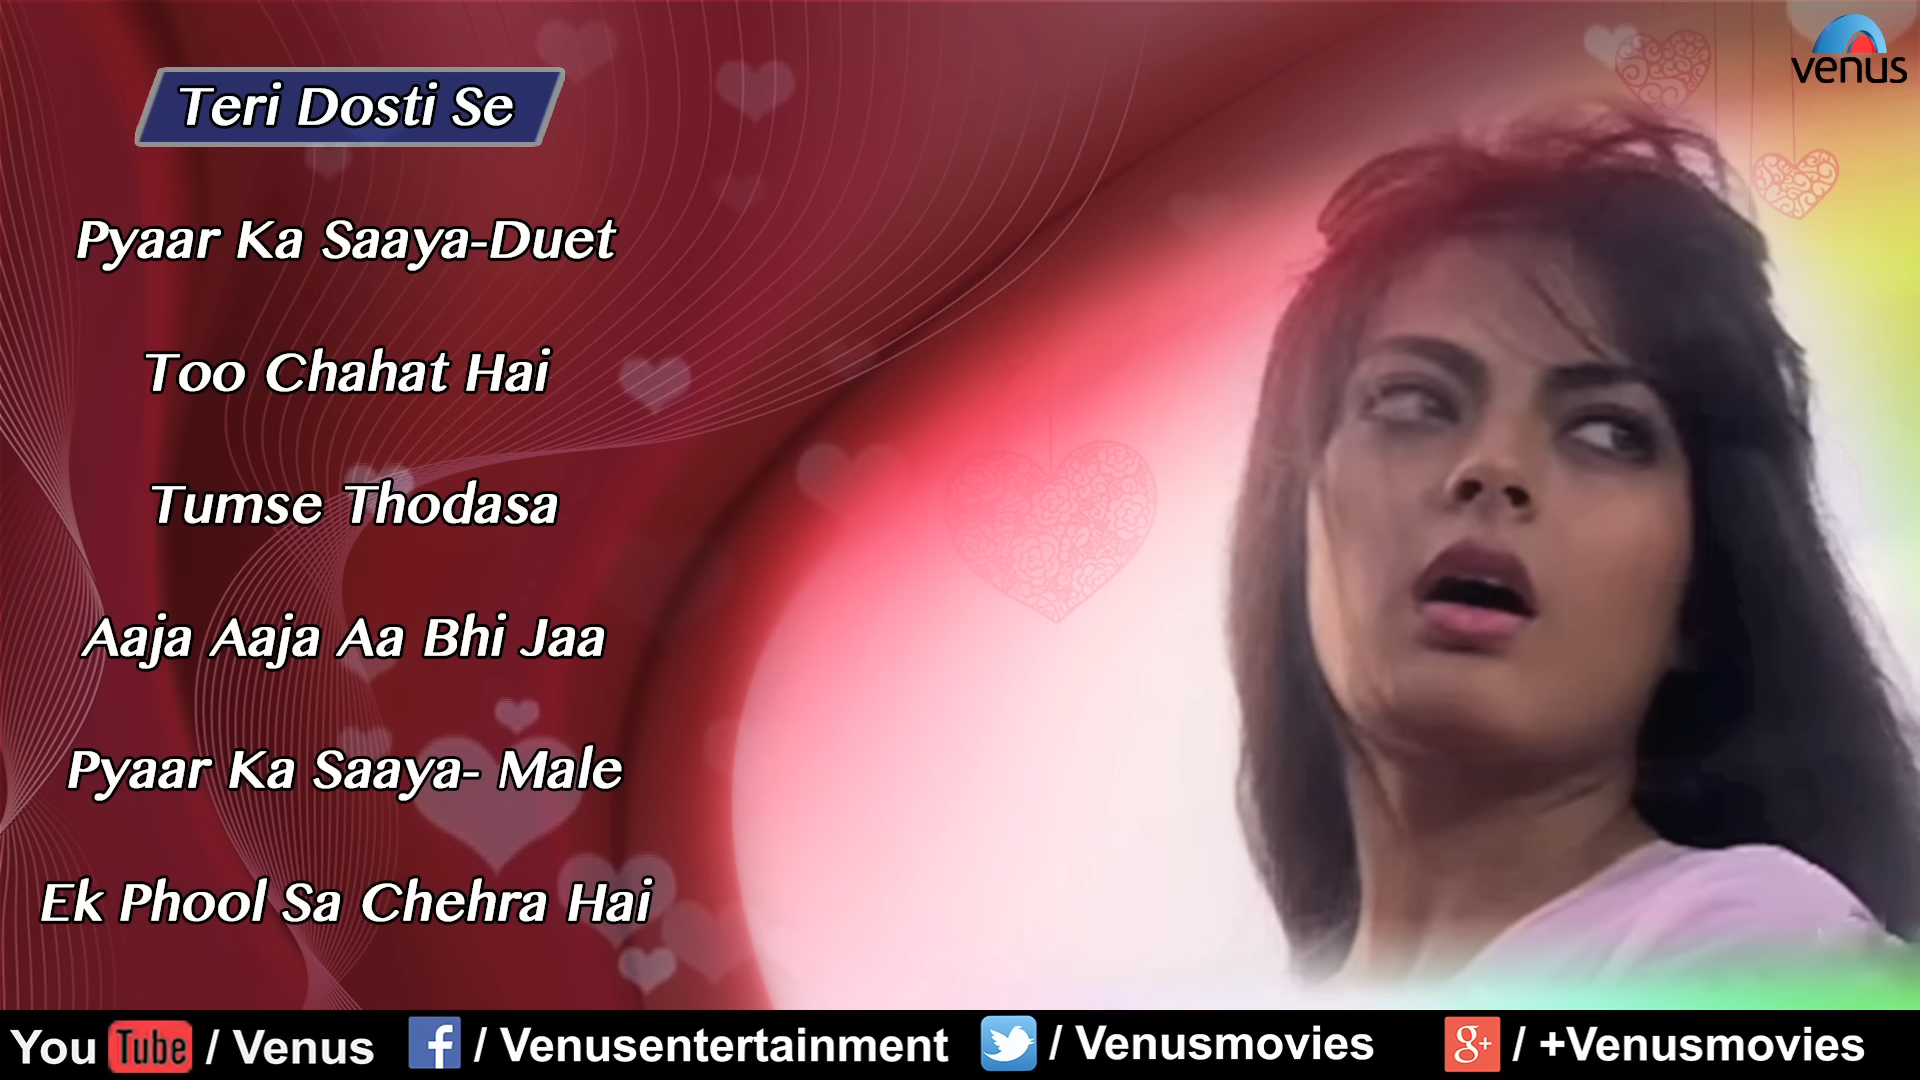 venus
Teri Dosti Se
Pyaar Ka Saaya-Duet
Too Chahat Hai
Tumse Thodasa
Aaja Aaja Aa Bhi Jaa
Pyaar Ka Saaya- Male
Ek Phool Sa Chehra Hai
You Tube / Venus f / Venusentertainment / Venusmovies g+ / +Venusmovies